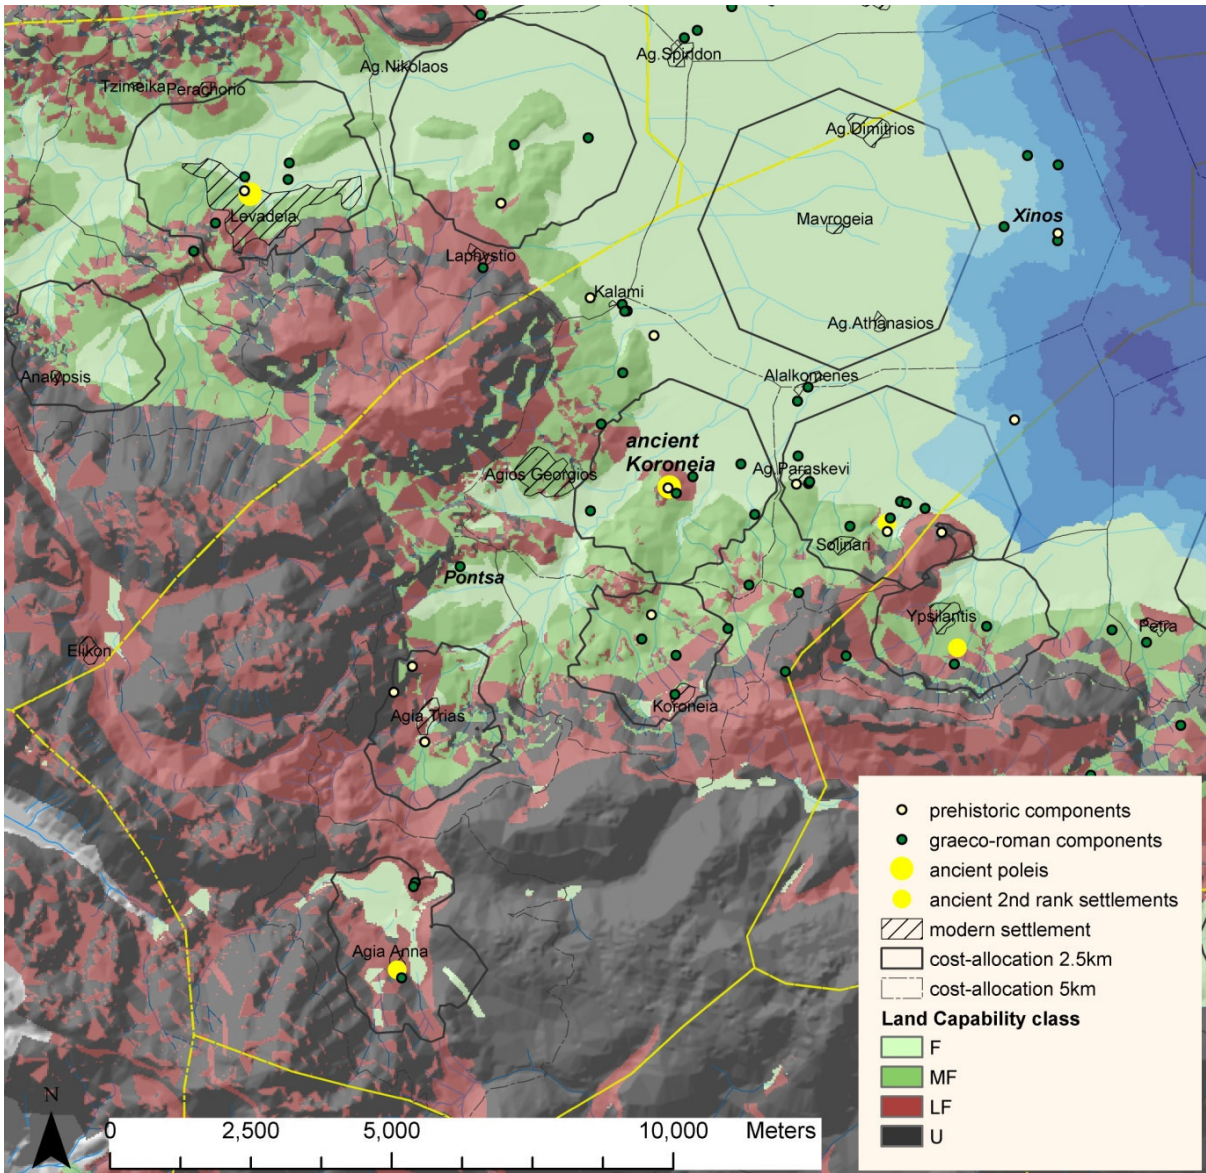 Ag.Spiridon
Ag.Nikolaos
Tzimeika
Perachorio
Ag.Dimitrios
Levadeia
Mavrogeia
Xinos
Laphystio
Kalami
Ag.Athanasios
Analypsis
Alalkomenes
ancient
Koroneia
Agios Georgios
Ag.Paraskevi
Solinari
Pontsa
Ypsilantis
Petra
Elikon
Agia Trias
Koroneia
Agia Anna
prehistoric components
graeco-roman components
ancient poleis
ancient 2nd rank settlements
modern settlement
cost-allocation 2.5km
cost-allocation 5km
Land Capability class
F
MF
LF
U
N
0 2,500 5,000 10,000 Meters